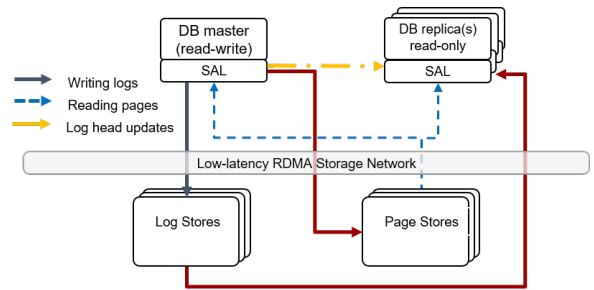 DB master
(read-write)
SAL
DB replica(s)
read-only
SAL
Writing logs
Reading pages
Log head updates
Low-latency RDMA Storage Network
Log Stores
Page Stores